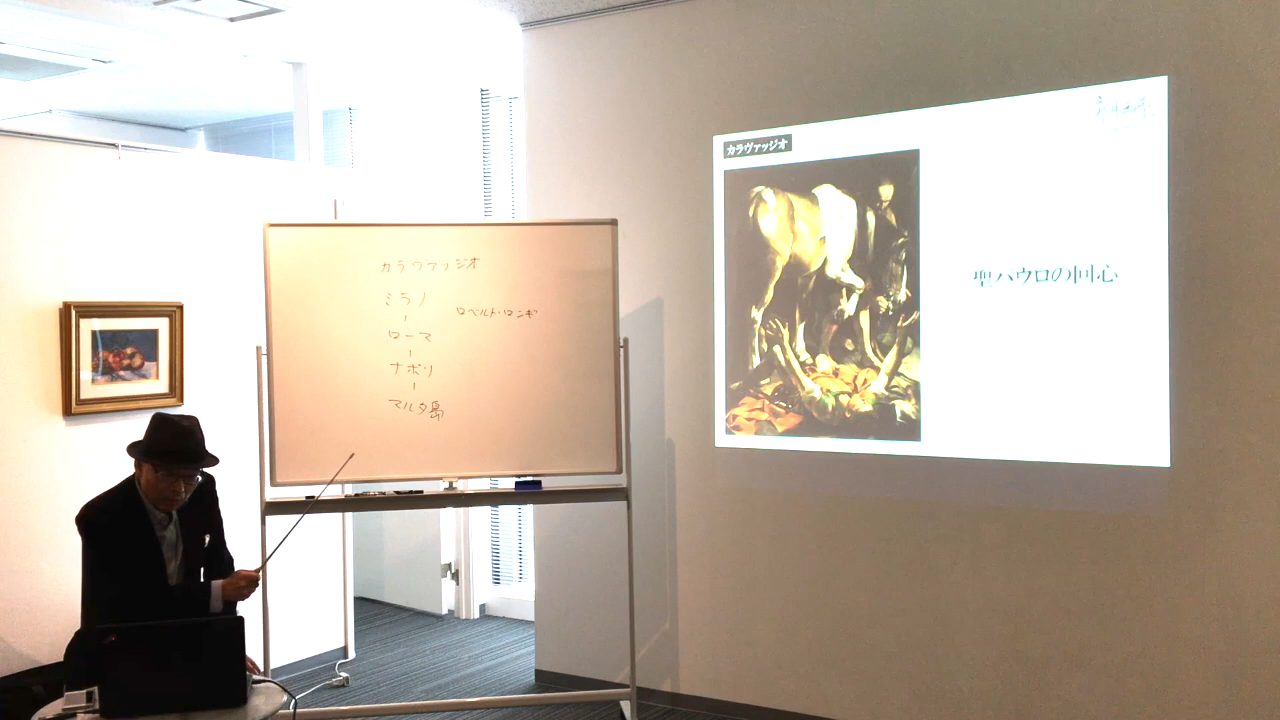 カラヴァッジオ
ミラノ
ロベルト・ロンギ
ローマ
ナポリ
マルタ島
カラヴァッジオ
聖パウロの回心